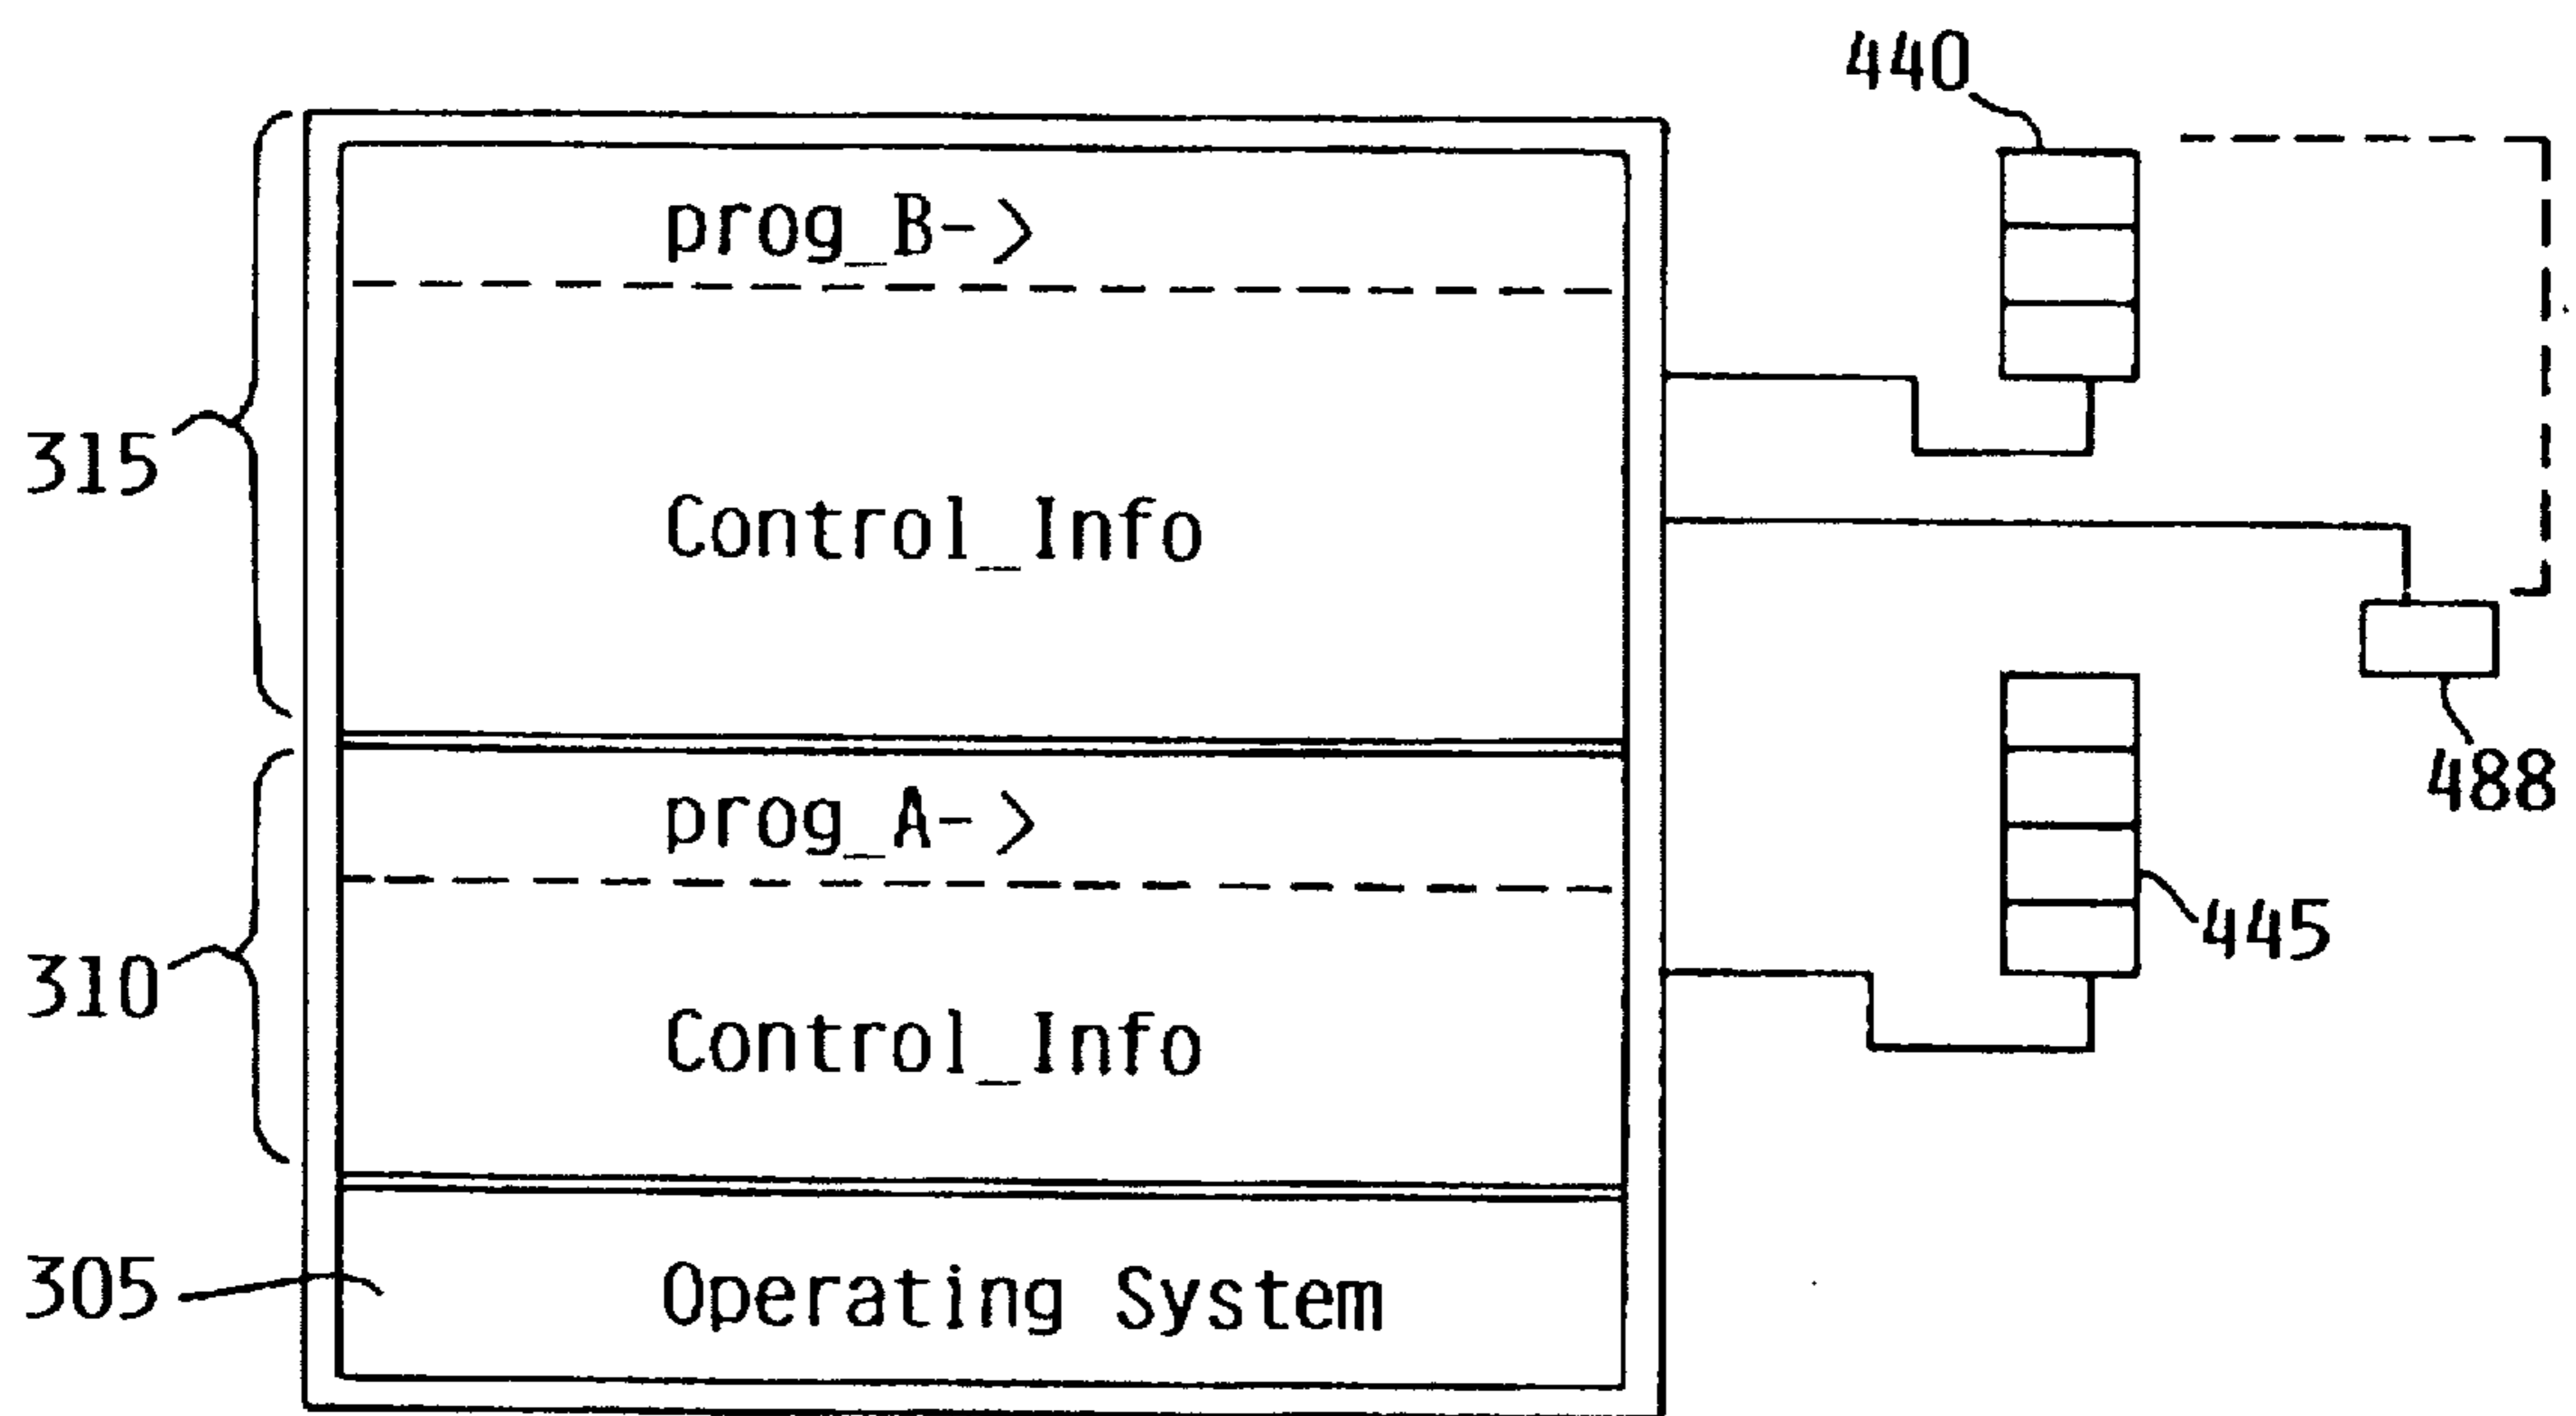 440
prog_B->
315
Control_Info
488
prog_A->
445
310
Control_Info
305
Operating System